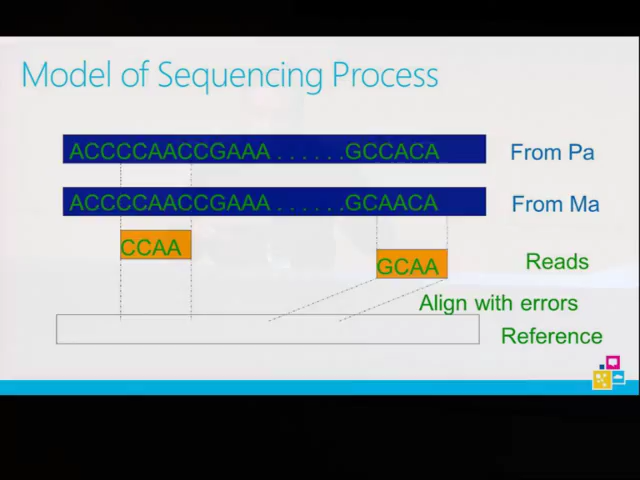 Model of Sequencing Process
ACCCCAACCGAAA . . . . . .GCCACA From Pa
ACCCCAACCGAAA . . . . . .GCAACA From Ma
CCAA
GCAA
Reads
Align with errors
Reference